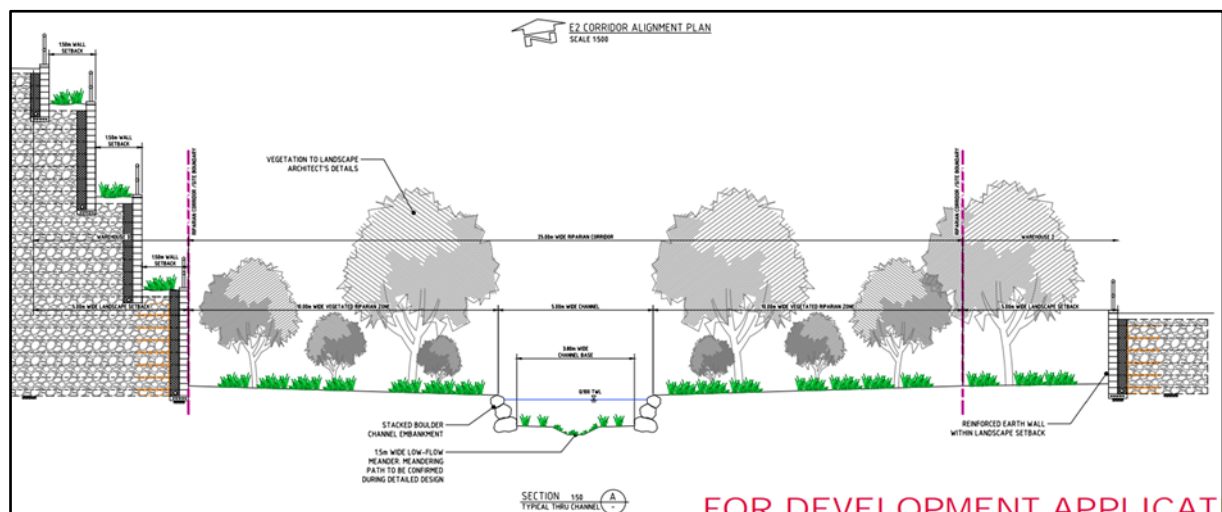 E2 CORRIDOR ALIGNMENT PLAN
SCALE 1:500
1.50m WALL
SETBACK
1.50m WALL
SETBACK
1.50m WALL
SETBACK
VEGETATION TO LANDSCAPE
ARCHITECT'S DETAILS
RIPARIAN CORRIDOR /SITE BOUNDARY
RIPARIAN CORRIDOR /SITE BOUNDARY
WAREHOUSE
25.00m WIDE RIPARIAN CORRIDOR
WAREHOUSE 2
5.00m WIDE LANDSCAPE SETBACK
10.00m WIDE VEGETATED RIPARIAN ZONE
5.00m WIDE CHANNEL
10.00m WIDE VEGETATED RIPARIAN ZONE
5.00m WIDE LANDSCAPE SETBACK
3.80m WIDE
CHANNEL BASE
TWL
STACKED BOULDER
CHANNEL EMBANKMENT
1.5m WIDE LOW-FLOW
MEANDER. MEANDERING
PATH TO BE CONFIRMED
DURING DETAILED DESIGN
REINFORCED EARTH WALL
WITHIN LANDSCAPE SETBACK
SECTION 1:50 A
TYPICAL THRU CHANNEL -
FOR DEVELOPMENT APPLICAT